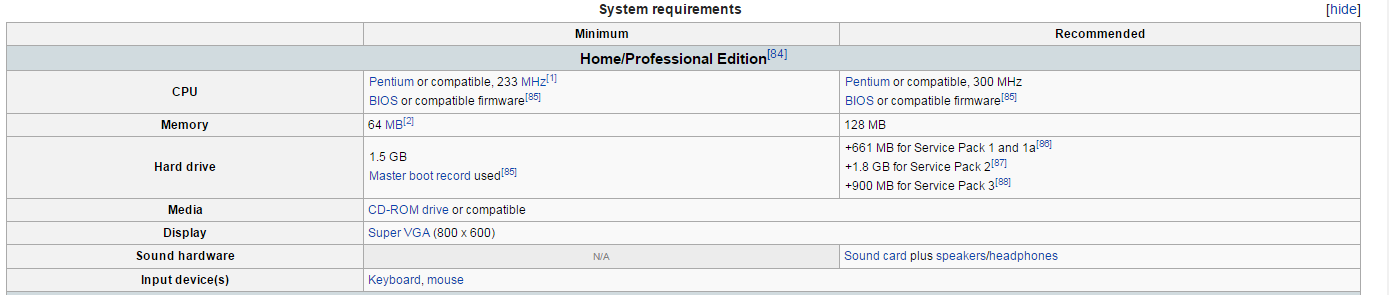 System requirements [hide]
Minimum Recommended
Home/Professional Edition[84]
CPU
Pentium or compatible, 233 MHz[1]
BIOS or compatible firmware[85]
Pentium or compatible, 300 MHz
BIOS or compatible firmware[85]
Memory 64 MB[2] 128 MB
Hard drive
1.5 GB
Master boot record used[85]
+661 MB for Service Pack 1 and 1a[86]
+1.8 GB for Service Pack 2[87]
+900 MB for Service Pack 3[88]
Media CD-ROM drive or compatible
Display Super VGA (800 x 600)
Sound hardware N/A Sound card plus speakers/headphones
Input device(s) Keyboard, mouse